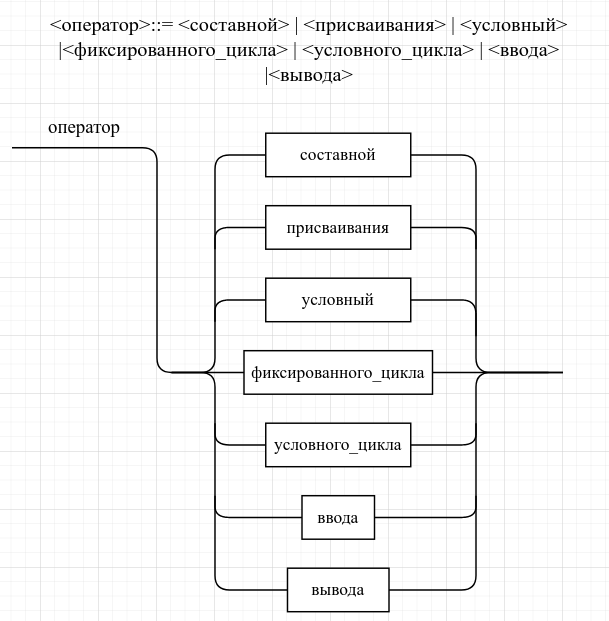 <оператор>::= <составной> | <присваивания> | <условный>
|<фиксированного_цикла> | <условного_цикла> | <ввода>
|<вывода>
оператор
составной
присваивания
условный
фиксированного_цикла
условного_цикла
ввода
вывода